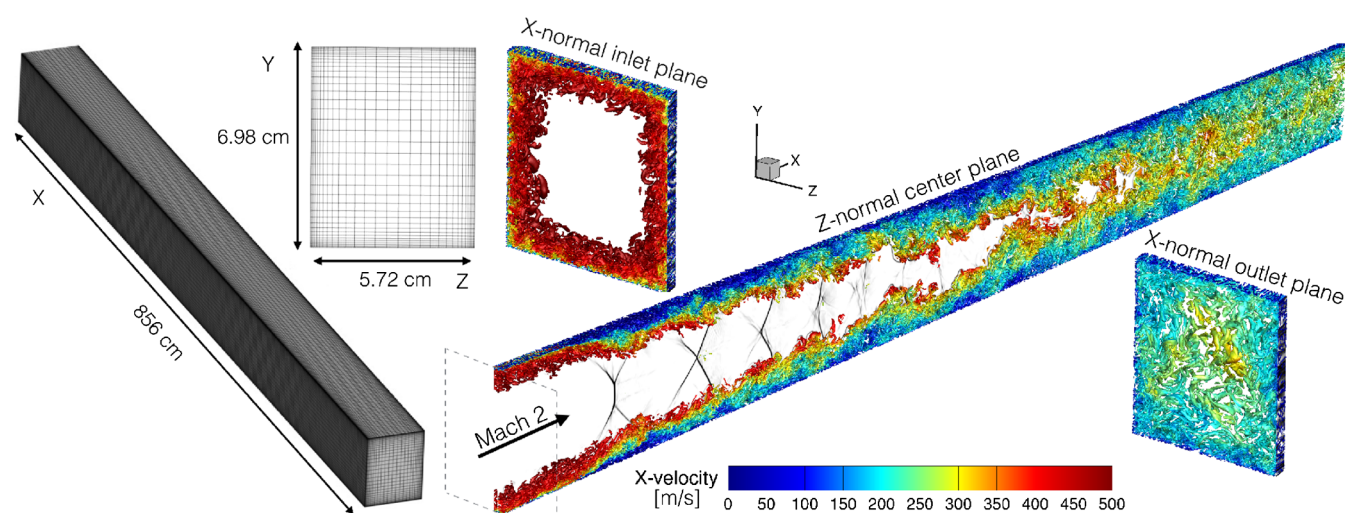 Y
6.98 cm
5.72 cm
Z
X
856 cm
X-normal inlet plane
Y
X
Z
Z-normal center plane
X-normal outlet plane
Mach 2
X-velocity
[m/s]
0 50 100 150 200 250 300 350 400 450 500